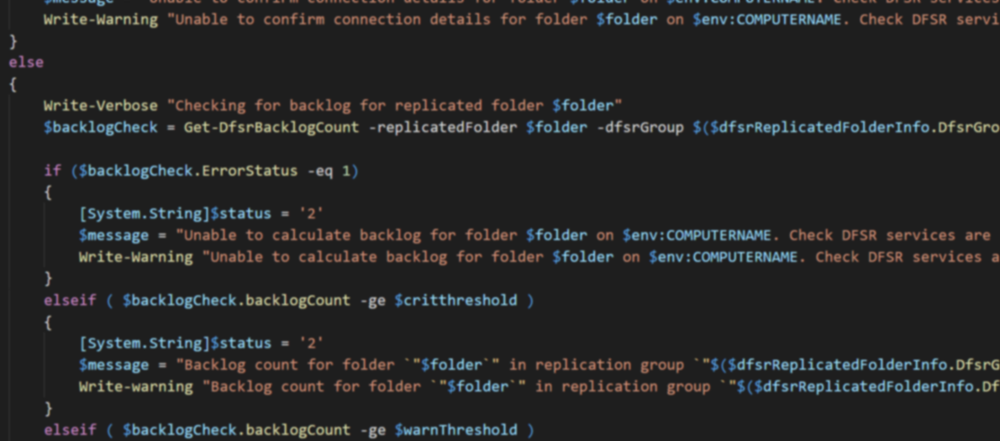 $message = "Unable to confirm connection details for folder $folder on $env:COMPUTERNAME. Check DFSR services
Write-Warning "Unable to confirm connection details for folder $folder on $env:COMPUTERNAME. Check DFSR servi
}
else
{
Write-Verbose "Checking for backlog for replicated folder $folder"
$backlogCheck = Get-DfsrBacklogCount -replicatedFolder $folder -dfsrGroup $($dfsrReplicatedFolderInfo.DfsrGro
if ($backlogCheck.ErrorStatus -eq 1)
{
[System.String]$status = '2'
$message = "Unable to calculate backlog for folder $folder on $env:COMPUTERNAME. Check DFSR services are
Write-Warning "Unable to calculate backlog for folder $folder on $env:COMPUTERNAME. Check DFSR services a
}
elseif ( $backlogCheck.backlogCount -ge $critthreshold )
{
[System.String]$status = '2'
$message = "Backlog count for folder `"$folder`" in replication group `"$($dfsrReplicatedFolderInfo.DfsrG
Write-warning "Backlog count for folder `"$folder`" in replication group `"$($dfsrReplicatedFolderInfo.Df
}
elseif ( $backlogCheck.backlogCount -ge $warnThreshold )